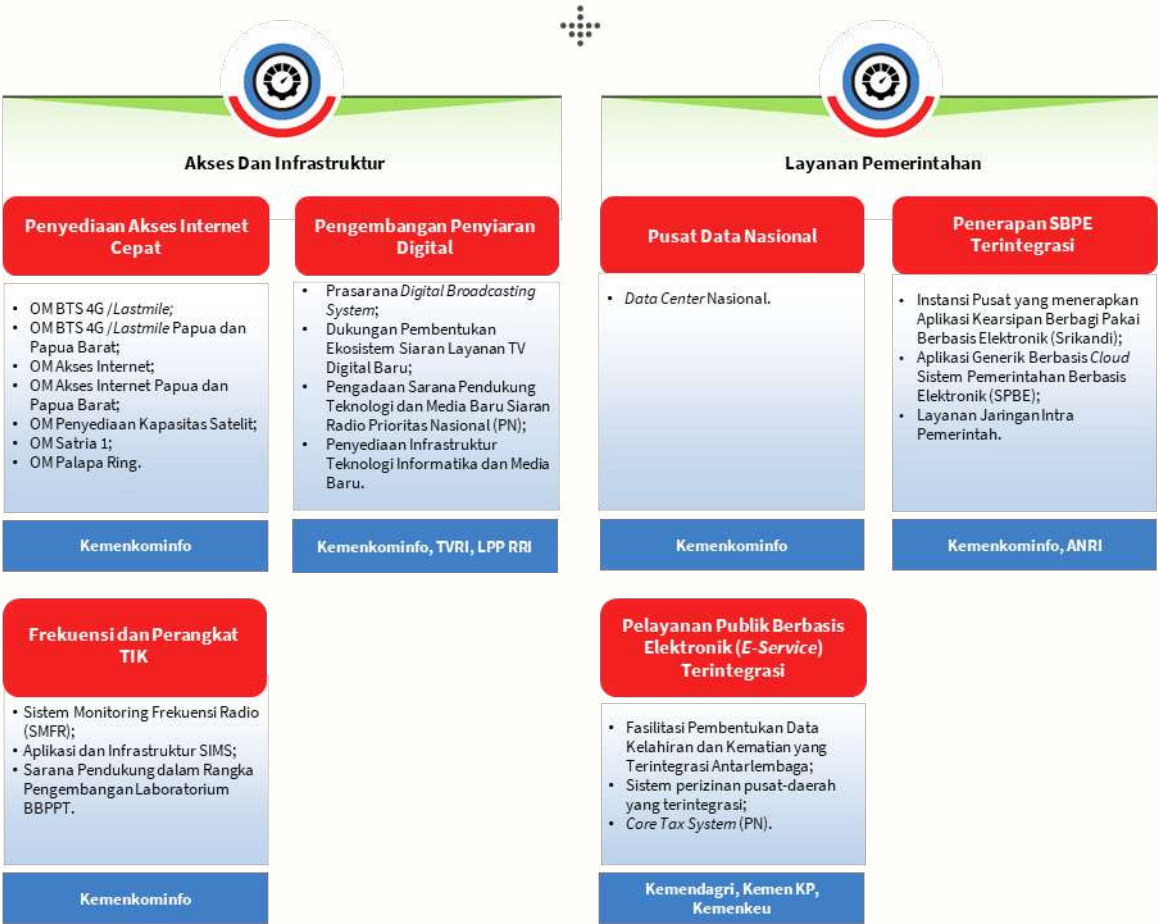 Akses Dan Infrastruktur
Penyediaan Akses Internet
Cepat
• OM BTS 4G /Lastmile;
• OM BTS 4G /Lastmile Papua dan
Papua Barat;
• OM Akses Internet;
• OM Akses Internet Papua dan
Papua Barat;
• OM Penyediaan Kapasitas Satelit;
• OM Satria 1;
• OM Palapa Ring.
Kemenkominfo
Pengembangan Penyiaran
Digital
• Prasarana Digital Broadcasting
System;
• Dukungan Pembentukan
Ekosistem Siaran Layanan TV
Digital Baru;
• Pengadaan Sarana Pendukung
Teknologi dan Media Baru Siaran
Radio Prioritas Nasional (PN);
• Penyediaan Infrastruktur
Teknologi Informatika dan Media
Baru.
Kemenkominfo, TVRI, LPP RRI
Frekuensi dan Perangkat
TIK
• Sistem Monitoring Frekuensi Radio
(SMFR);
• Aplikasi dan Infrastruktur SIMS;
• Sarana Pendukung dalam Rangka
Pengembangan Laboratorium
BBPPT.
Kemenkominfo
Layanan Pemerintahan
Pusat Data Nasional
• Data Center Nasional.
Kemenkominfo
Penerapan SBPE
Terintegrasi
• Instansi Pusat yang menerapkan
Aplikasi Kearsipan Berbagi Pakai
Berbasis Elektronik (Srikandi);
• Aplikasi Generik Berbasis Cloud
Sistem Pemerintahan Berbasis
Elektronik (SPBE);
• Layanan Jaringan Intra
Pemerintah.
Kemenkominfo, ANRI
Pelayanan Publik Berbasis
Elektronik (E-Service)
Terintegrasi
• Fasilitasi Pembentukan Data
Kelahiran dan Kematian yang
Terintegrasi Antarlembaga;
• Sistem perizinan pusat-daerah
yang terintegrasi;
• Core Tax System (PN).
Kemendagri, Kemen KP,
Kemenkeu